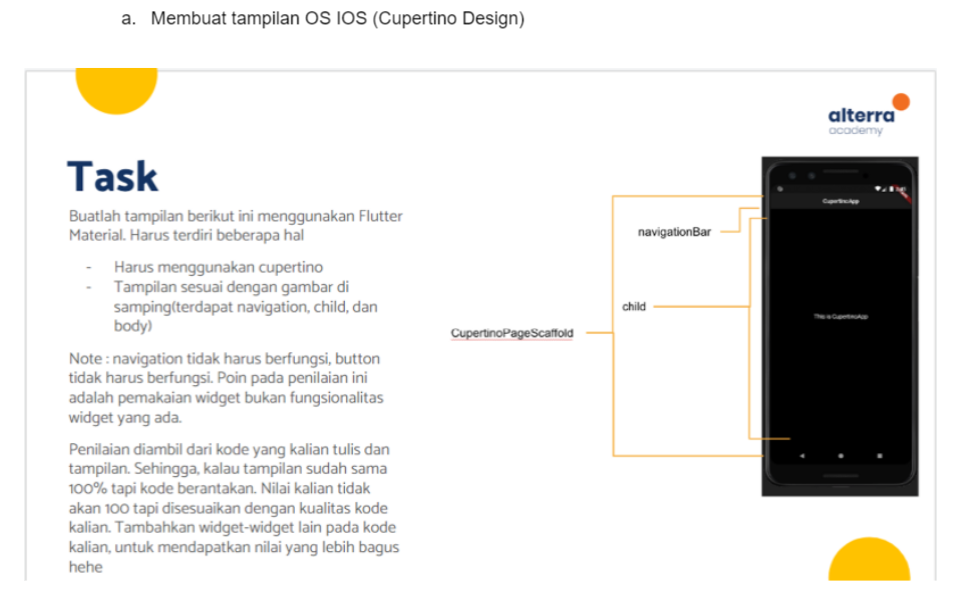 a. Membuat tampilan OS IOS (Cupertino Design)
alterra
academy
Task
Buatlah tampilan berikut ini menggunakan Flutter
Material. Harus terdiri beberapa hal
- Harus menggunakan cupertino
- Tampilan sesuai dengan gambar di
samping(terdapat navigation, child, dan
body)
Note : navigation tidak harus berfungsi, button
tidak harus berfungsi. Poin pada penilaian ini
adalah pemakaian widget bukan fungsionalitas
widget yang ada.
Penilaian diambil dari kode yang kalian tulis dan
tampilan. Sehingga, kalau tampilan sudah sama
100% tapi kode berantakan. Nilai kalian tidak
akan 100 tapi disesuaikan dengan kualitas kode
kalian. Tambahkan widget-widget lain pada kode
kalian, untuk mendapatkan nilai yang lebih bagus
hehe
navigationBar
child
CupertinoPageScaffold
CupertinoApp
This is CupertinoApp